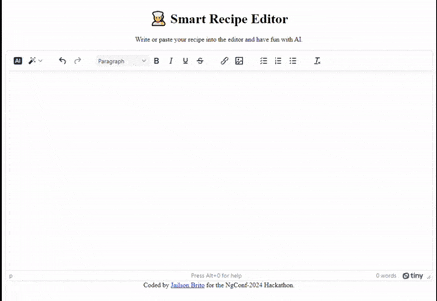 Smart Recipe Editor
Write or paste your recipe into the editor and have fun with AI.
AI Paragraph B I U S
P
Press Alt+0 for help 0 words tiny
Coded by Jadson Brito for the NgConf-2024 Hackathon.